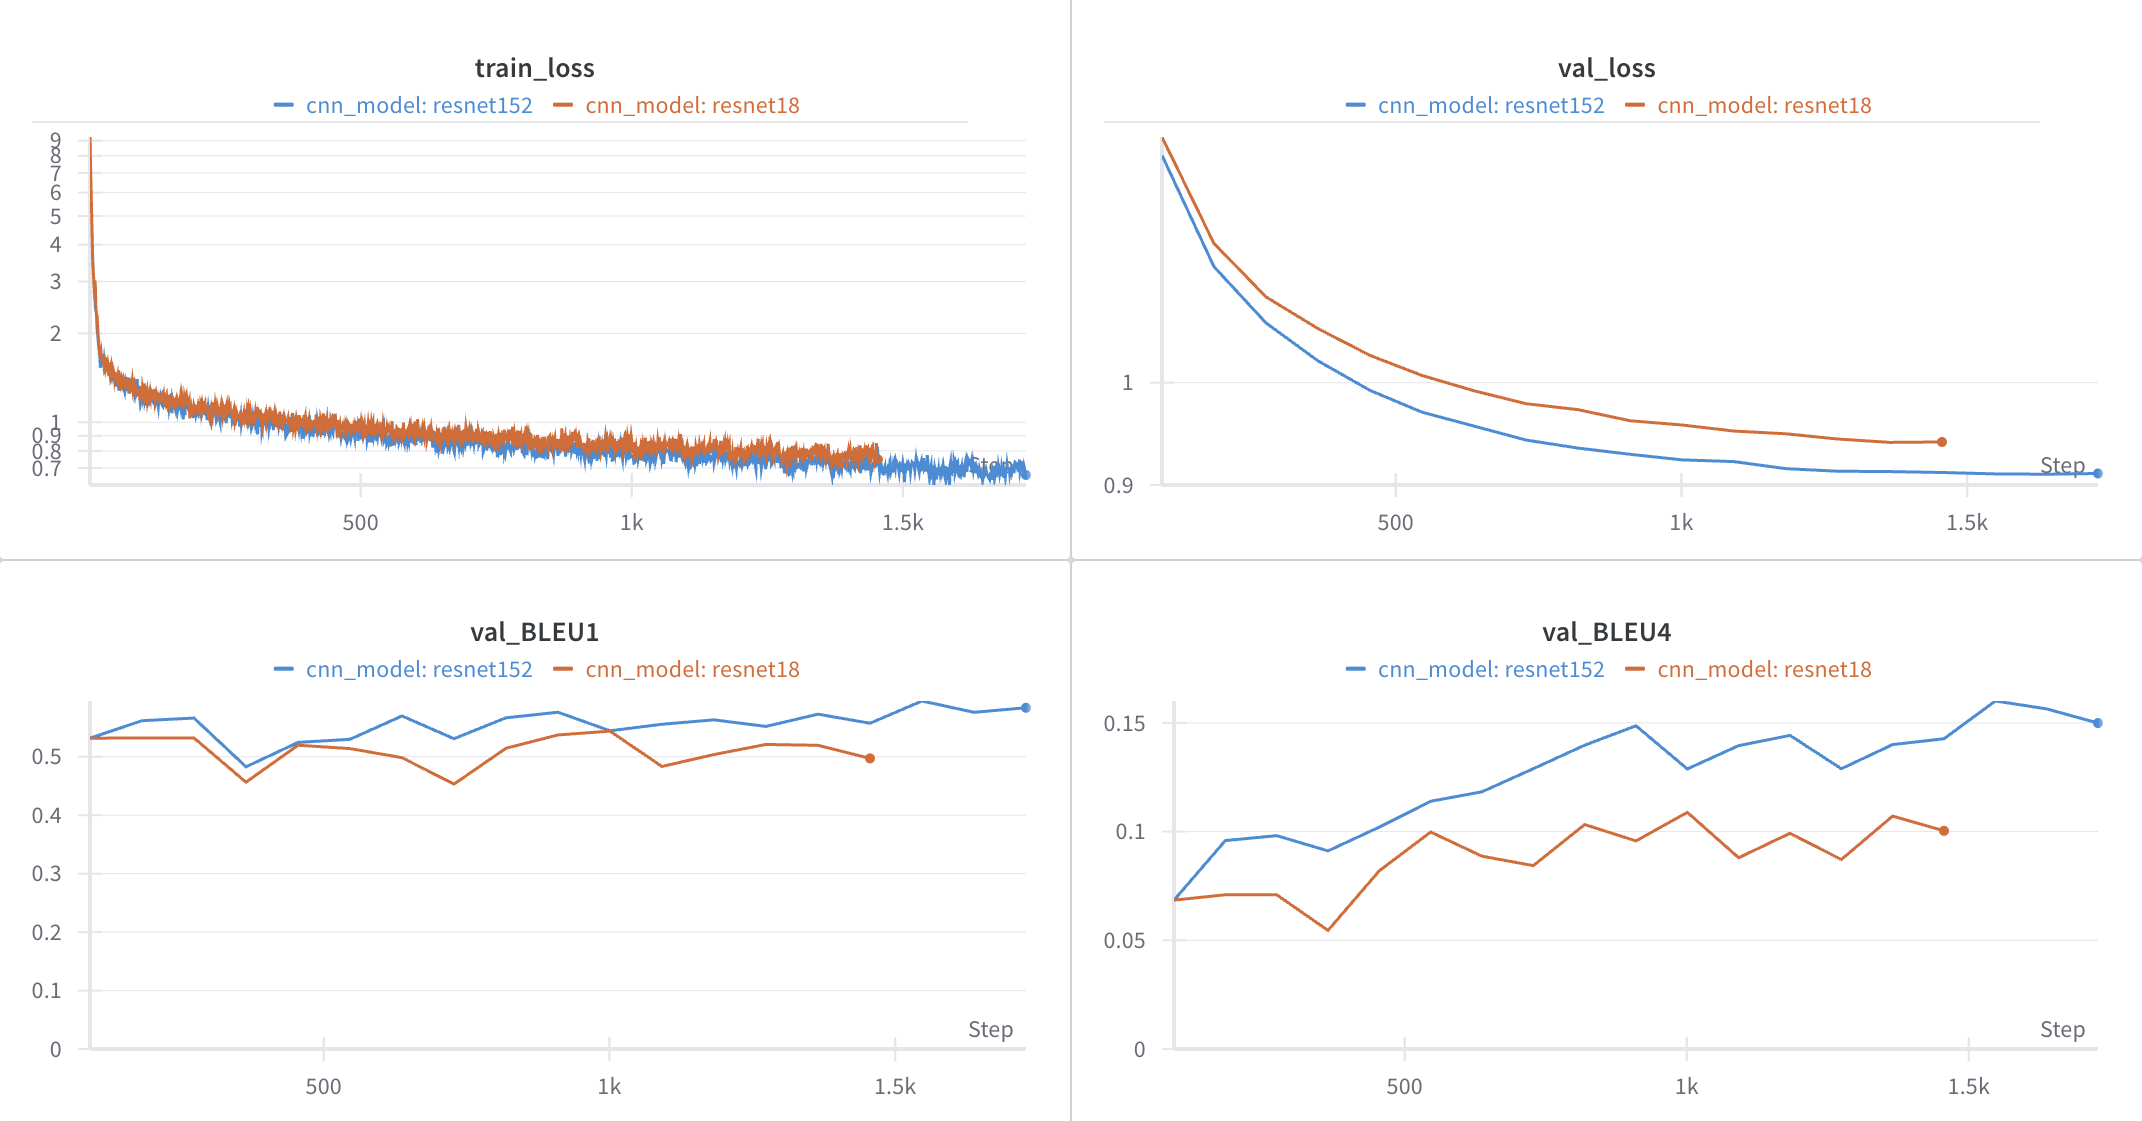 train_loss
cnn_model: resnet152 cnn_model: resnet18
9
8
7
6
5
4
3
2
1
0.9
0.8
0.7
Step
500 1k 1.5k
val_loss
cnn_model: resnet152 cnn_model: resnet18
1
0.9
Step
500 1k 1.5k
val_BLEU1
cnn_model: resnet152 cnn_model: resnet18
0.5
0.4
0.3
0.2
0.1
0
Step
500 1k 1.5k
val_BLEU4
cnn_model: resnet152 cnn_model: resnet18
0.15
0.1
0.05
0
Step
500 1k 1.5k